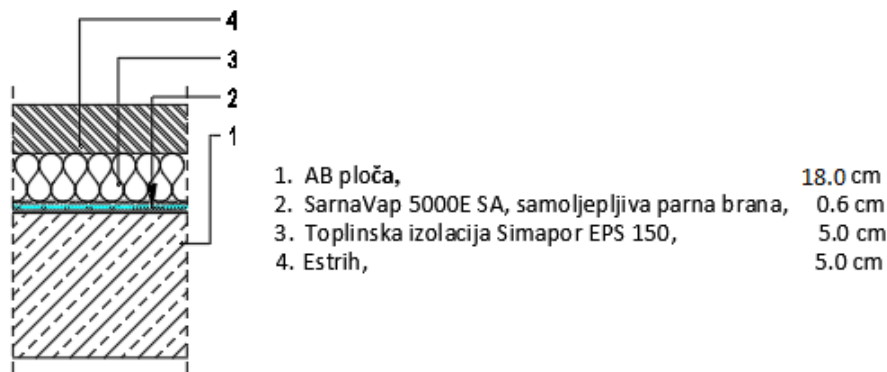 4
3
2
1
1. AB ploča, 18.0 cm
2. SarnaVap 5000E SA, samoljepljiva parna brana, 0.6 cm
3. Toplinska izolacija Simapor EPS 150, 5.0 cm
4. Estrih, 5.0 cm